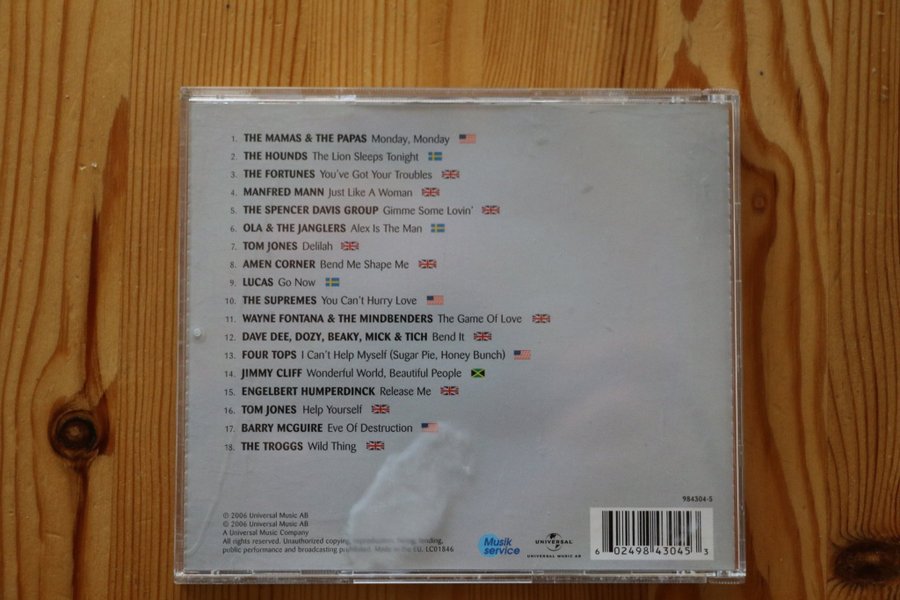 1. THE MAMAS & THE PAPAS Monday, Monday
2. THE HOUNDS The Lion Sleeps Tonight
3. THE FORTUNES You've Got Your Troubles
4. MANFRED MANN Just Like A Woman
5. THE SPENCER DAVIS GROUP Gimme Some Lovin'
6. OLA & THE JANGLERS Alex Is The Man
7. TOM JONES Delilah
8. AMEN CORNER Bend Me Shape Me
9. LUCAS Go Now
10. THE SUPREMES You Can't Hurry Love
11. WAYNE FONTANA & THE MINDBENDERS The Game Of Love
12. DAVE DEE, DOZY, BEAKY, MICK & TICH Bend It
13. FOUR TOPS I Can't Help Myself (Sugar Pie, Honey Bunch)
14. JIMMY CLIFF Wonderful World, Beautiful People
15. ENGELBERT HUMPERDINCK Release Me
16. TOM JONES Help Yourself
17. BARRY MCGUIRE Eve Of Destruction
18. THE TROGGS Wild Thing
984304-5
© 2006 Universal Music AB
© 2006 Universal Music AB
A Universal Music Company
All rights reserved. Unauthorized copying, reproduction, hiring, lending,
public performance and broadcasting prohibited. Made in the EU. LC01846
Musik
service
UNIVERSAL
UNIVERSAL MUSIC AB
6 02498 43045 3